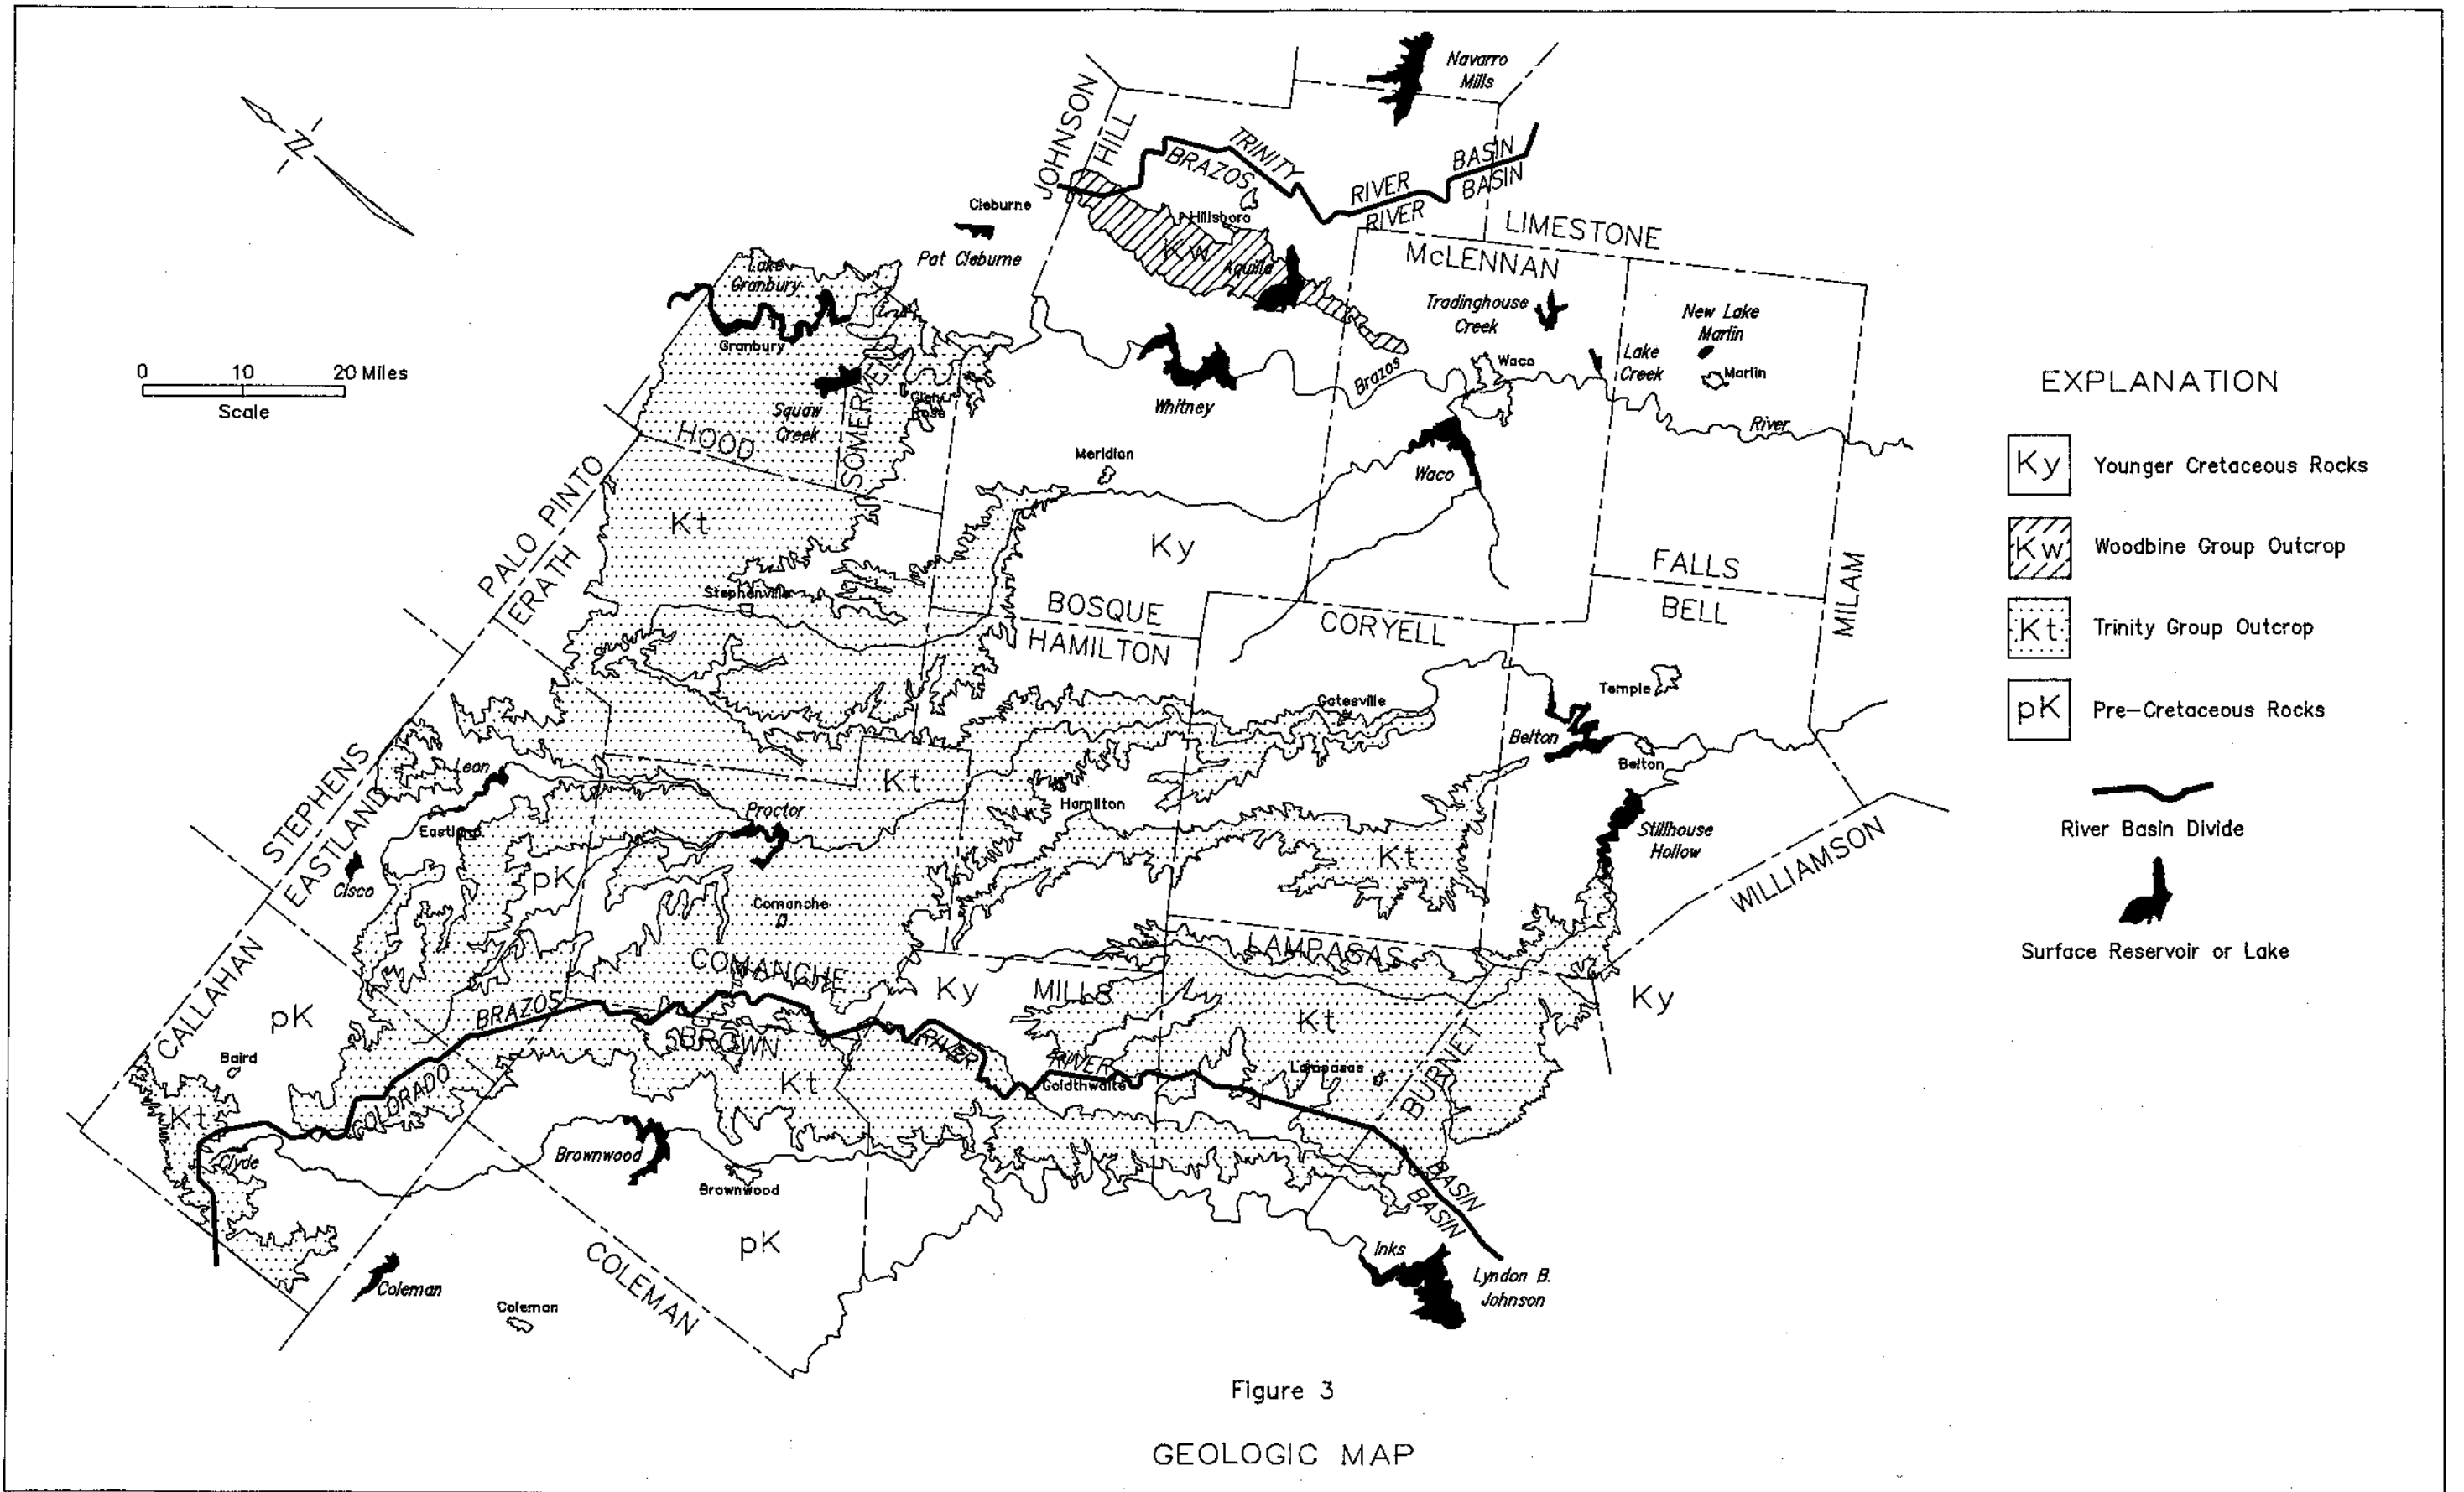 Navarro
Mills
JOHNSON
HILL
TRINITY
BRAZOS
RIVER
RIVER
BASIN
BASIN
N
Cleburne
Pat Cleburne
Hillsboro
Kw
Aquilla
LIMESTONE
McLENNAN
Lake
Granbury
Granbury
Tradinghouse
Creek
New Lake
Marlin
Marlin
Lake
Creek
Waco
Brazos
River
Whitney
0 10 20 Miles
Scale
Squaw
Creek
SOMERVELL
Glen
Rose
HOOD
Meridian
Waco
PALO PINTO
ERATH
Kt
Ky
Stephenville
BOSQUE
HAMILTON
CORYELL
FALLS
BELL
MILAM
Temple
Gatesville
Belton
Belton
STEPHENS
EASTLAND
Leon
Eastland
Cisco
Kt
Proctor
Hamilton
Kt
Stillhouse
Hollow
WILLIAMSON
pK
Comanche
COMANCHE
LAMPASAS
CALLAHAN
pK
Ky
MILLS
Kt
Ky
BRAZOS
RIVER
RIVER
BROWN
Kt
Goldthwaite
Lampasas
BURNET
Baird
Kt
Clyde
Brownwood
Brownwood
BASIN
BASIN
pK
COLEMAN
Coleman
Coleman
Inks
Lyndon B.
Johnson
EXPLANATION
Ky Younger Cretaceous Rocks
Kw Woodbine Group Outcrop
Kt Trinity Group Outcrop
pK Pre-Cretaceous Rocks
River Basin Divide
Surface Reservoir or Lake
Figure 3
GEOLOGIC MAP